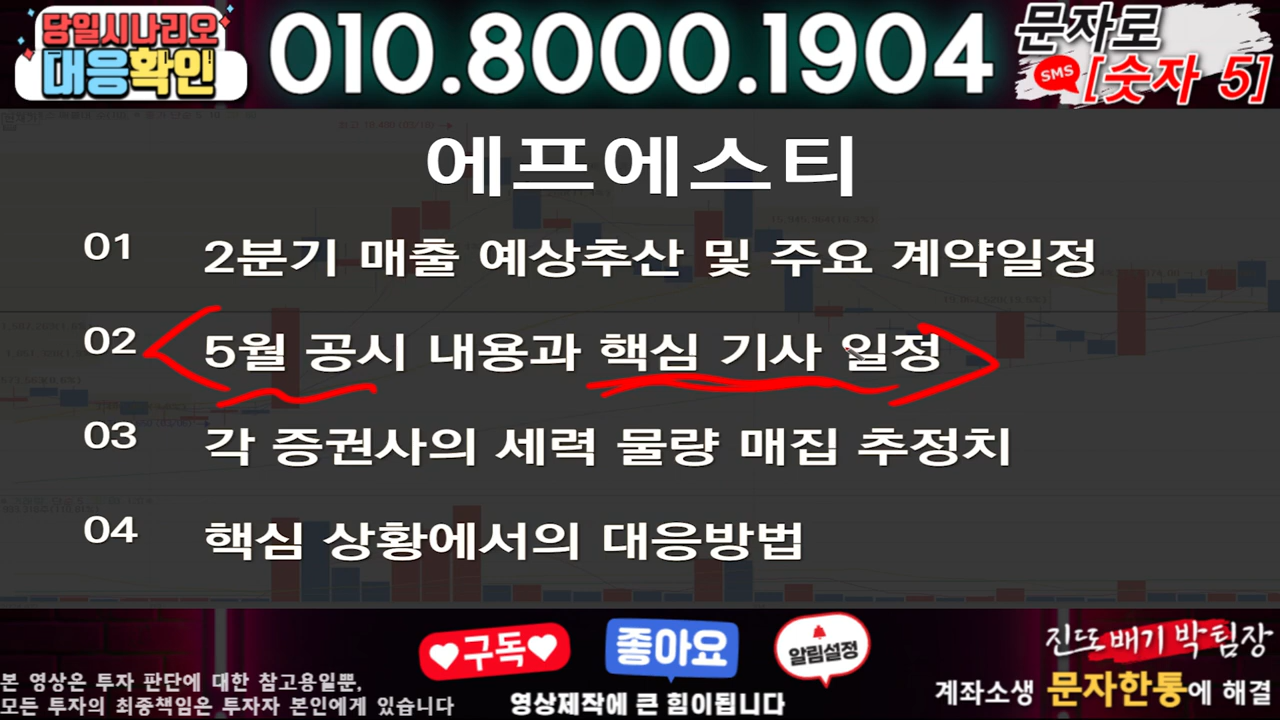 당일시나리오
대응확인
010.8000.1904
문자로
SMS
[숫자 5]
에프에스티
01 2분기 매출 예상추산 및 주요 계약일정
02 5월 공시 내용과 핵심 기사 일정
03 각 증권사의 세력 물량 매집 추정치
04 핵심 상황에서의 대응방법
구독
좋아요
알림설정
영상제작에 큰 힘이됩니다
본 영상은 투자 판단에 대한 참고용일뿐,
모든 투자의 최종책임은 투자자 본인에게 있습니다
진또배기 박팀장
계좌소생 문자한통에 해결